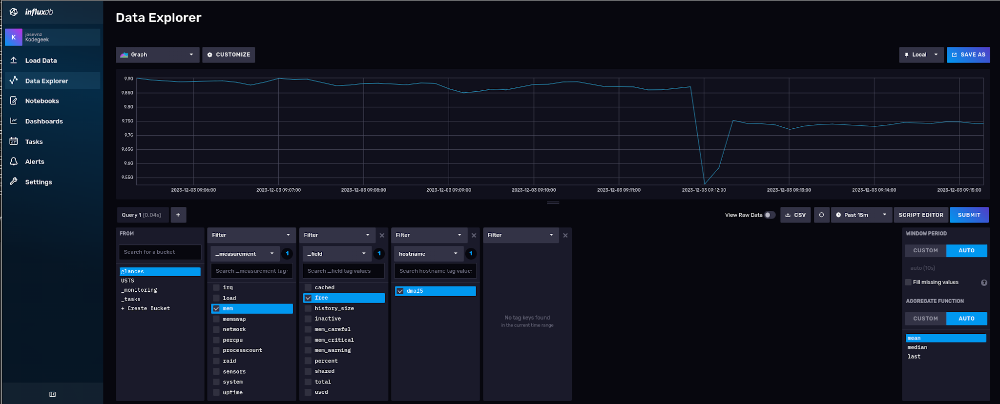 influxdb
K
josevnz
Kodegeek
Load Data
Data Explorer
Notebooks
Dashboards
Tasks
Alerts
Settings
Data Explorer
Graph
CUSTOMIZE
Local
SAVE AS
9.9G
9.85G
9.8G
9.75G
9.7G
9.65G
9.6G
9.55G
2023-12-03 09:06:00
2023-12-03 09:07:00
2023-12-03 09:08:00
2023-12-03 09:09:00
2023-12-03 09:10:00
2023-12-03 09:11:00
2023-12-03 09:12:00
2023-12-03 09:13:00
2023-12-03 09:14:00
2023-12-03 09:15:00
Query 1 (0.04s)
+
View Raw Data
CSV
Past 15m
SCRIPT EDITOR
SUBMIT
FROM
Search for a bucket
glances
USTS
_monitoring
_tasks
+ Create Bucket
Filter
_measurement
1
Search _measurement tag v
irq
load
mem
memswap
network
percpu
processcount
raid
sensors
system
uptime
Filter
_field
1
Search _field tag values
cached
free
history_size
inactive
mem_careful
mem_critical
mem_warning
percent
shared
total
used
Filter
hostname
1
Search hostname tag values
dmaf5
Filter
No tag keys found
in the current time range
WINDOW PERIOD
CUSTOM
AUTO
auto (10s)
Fill missing values
?
AGGREGATE FUNCTION
CUSTOM
AUTO
mean
median
last